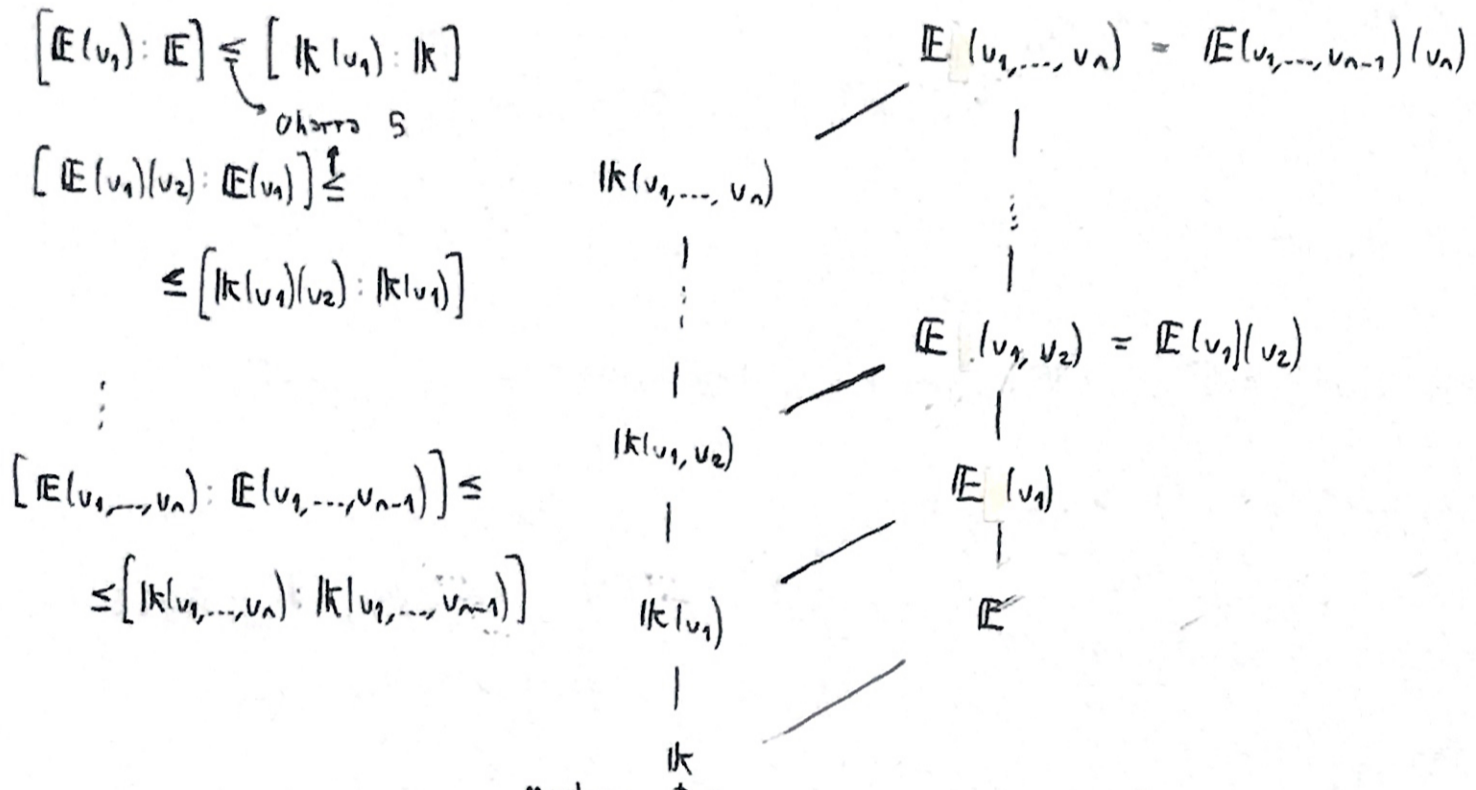 [𝔼(v₁) : 𝔼] ≤ [𝕜(v₁) : 𝕜]
Oharra 5
[𝔼(v₁)(v₂) : 𝔼(v₁)] ≤
≤ [𝕜(v₁)(v₂) : 𝕜(v₁)]
⋮
[𝔼(v₁,...,vₙ) : 𝔼(v₁,...,vₙ₋₁)] ≤
≤ [𝕜(v₁,...,vₙ) : 𝕜(v₁,...,vₙ₋₁)]
𝔼(v₁,...,vₙ) = 𝔼(v₁,...,vₙ₋₁)(vₙ)
𝕜(v₁,...,vₙ)
𝔼(v₁,v₂) = 𝔼(v₁)(v₂)
𝕜(v₁,v₂)
𝔼(v₁)
𝕜(v₁)
𝔼
𝕜